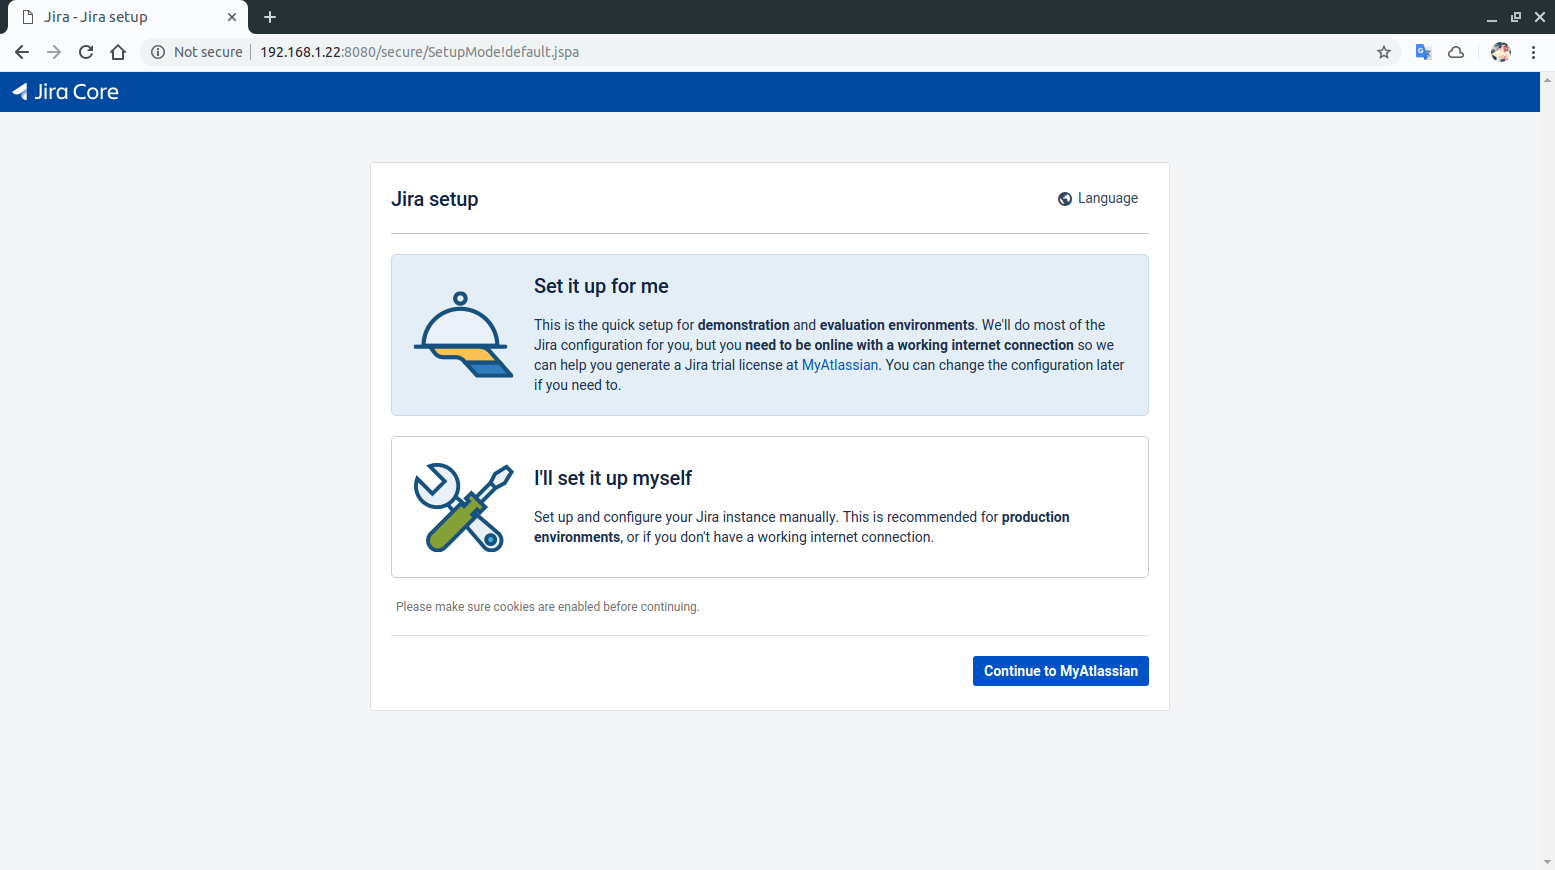 Jira - Jira setup
Not secure
192.168.1.22:8080/secure/SetupMode!default.jspa
Jira Core
Jira setup
Language
Set it up for me
This is the quick setup for demonstration and evaluation environments. We'll do most of the
Jira configuration for you, but you need to be online with a working internet connection so we
can help you generate a Jira trial license at MyAtlassian. You can change the configuration later
if you need to.
I'll set it up myself
Set up and configure your Jira instance manually. This is recommended for production
environments, or if you don't have a working internet connection.
Please make sure cookies are enabled before continuing.
Continue to MyAtlassian